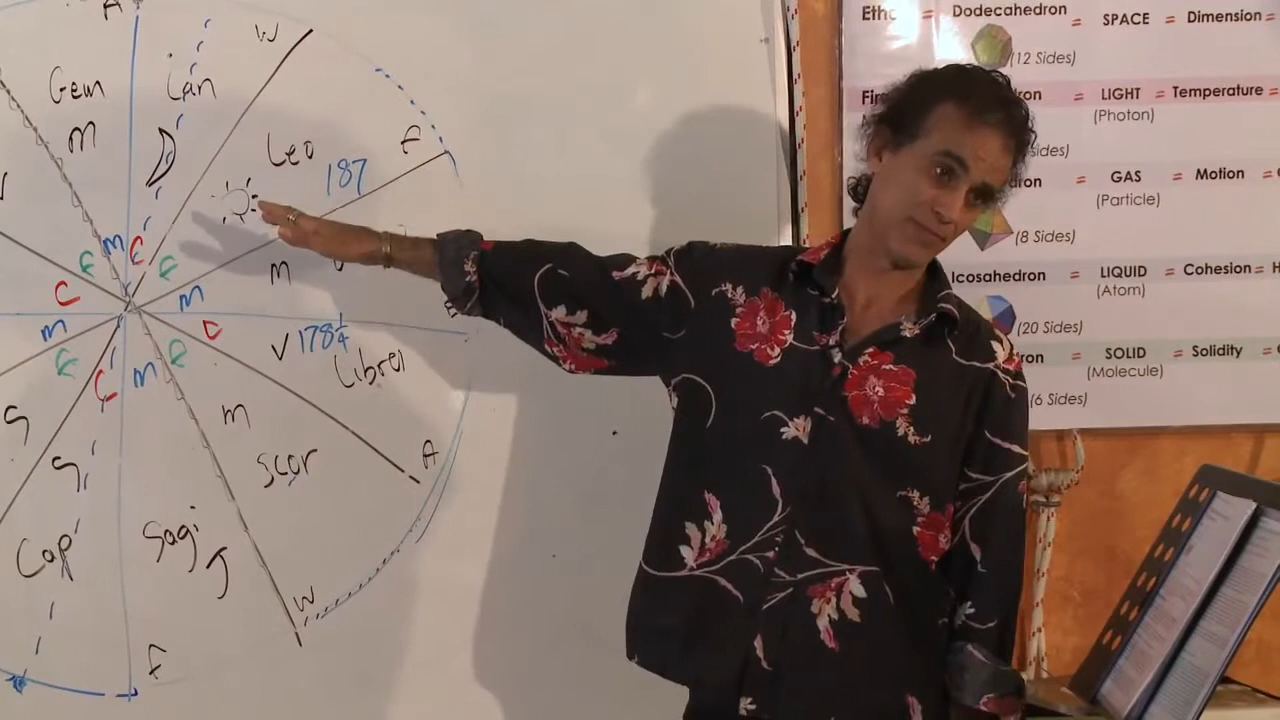 A
W
Gem
Can
m
Leo
F
187
m
C
F
F
C
m
m
m
C
F
F
V
178¼
C
m
Libra
m
A
Scor
Cap
Sagi
W
F
Dodecahedron = SPACE = Dimension =
(12 Sides)
= LIGHT = Temperature =
(Photon)
sides)
= GAS = Motion =
(Particle)
(8 Sides)
Icosahedron = LIQUID = Cohesion =
(Atom)
(20 Sides)
= SOLID = Solidity
(Molecule)
(6 Sides)